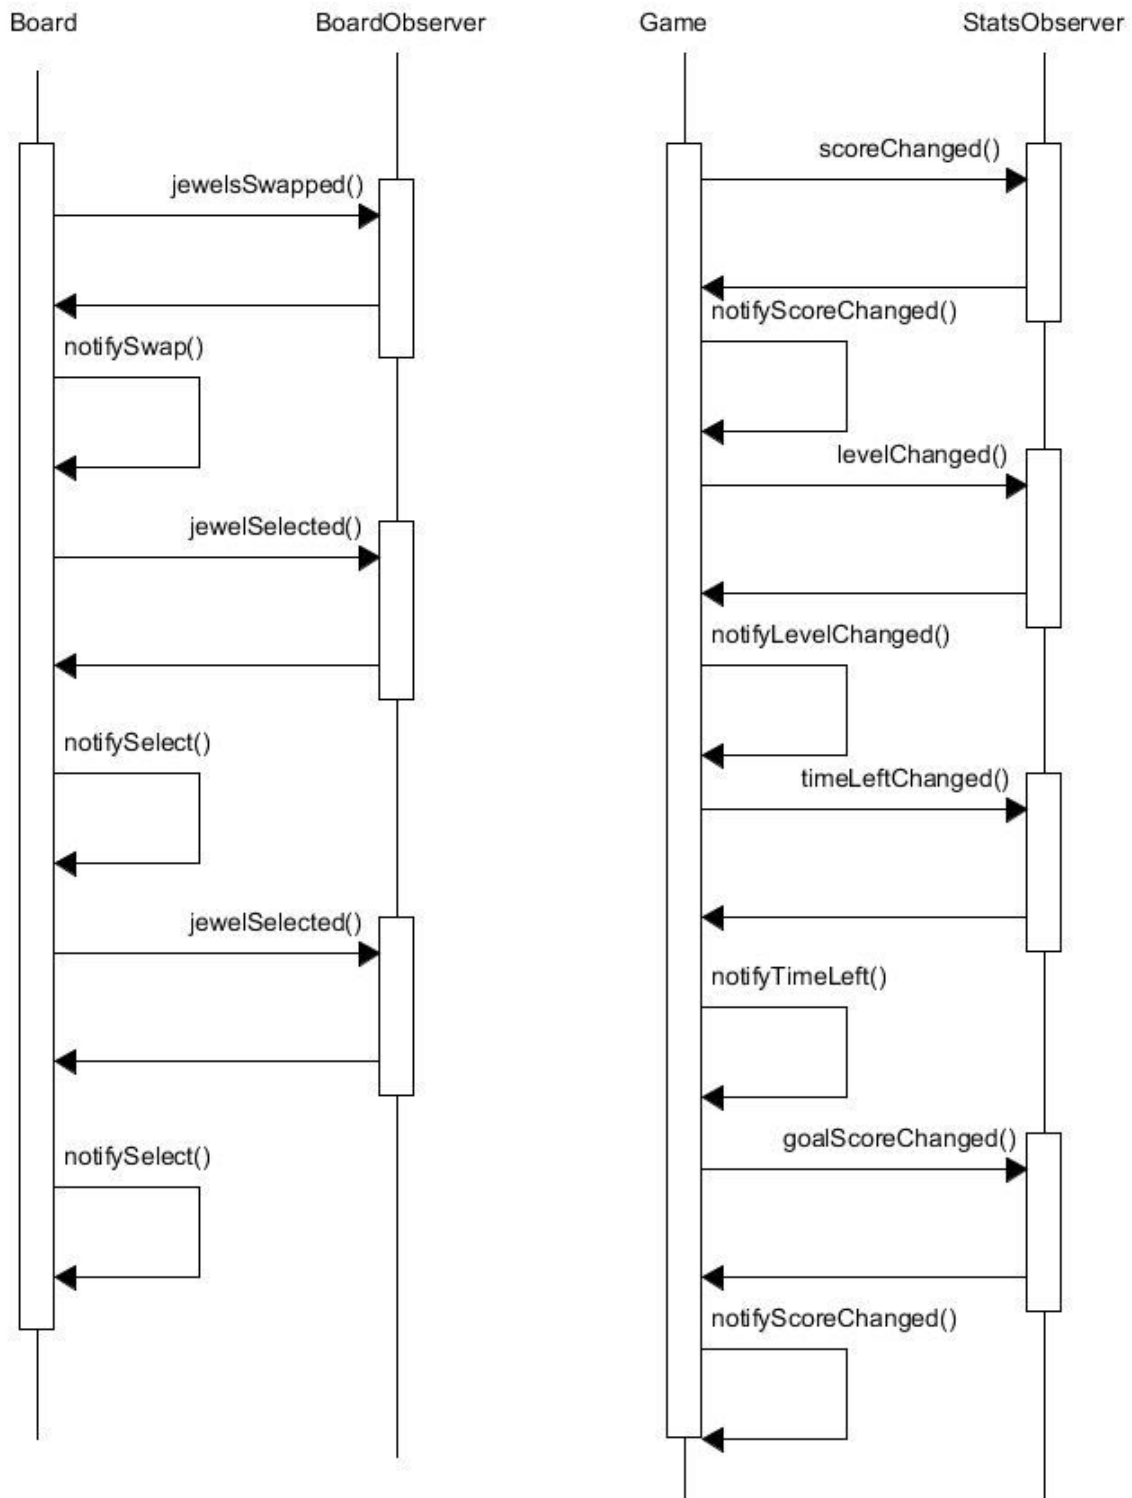 Board
BoardObserver
jewelsSwapped()
notifySwap()
jewelSelected()
notifySelect()
jewelSelected()
notifySelect()
Game
StatsObserver
scoreChanged()
notifyScoreChanged()
levelChanged()
notifyLevelChanged()
timeLeftChanged()
notifyTimeLeft()
goalScoreChanged()
notifyScoreChanged()